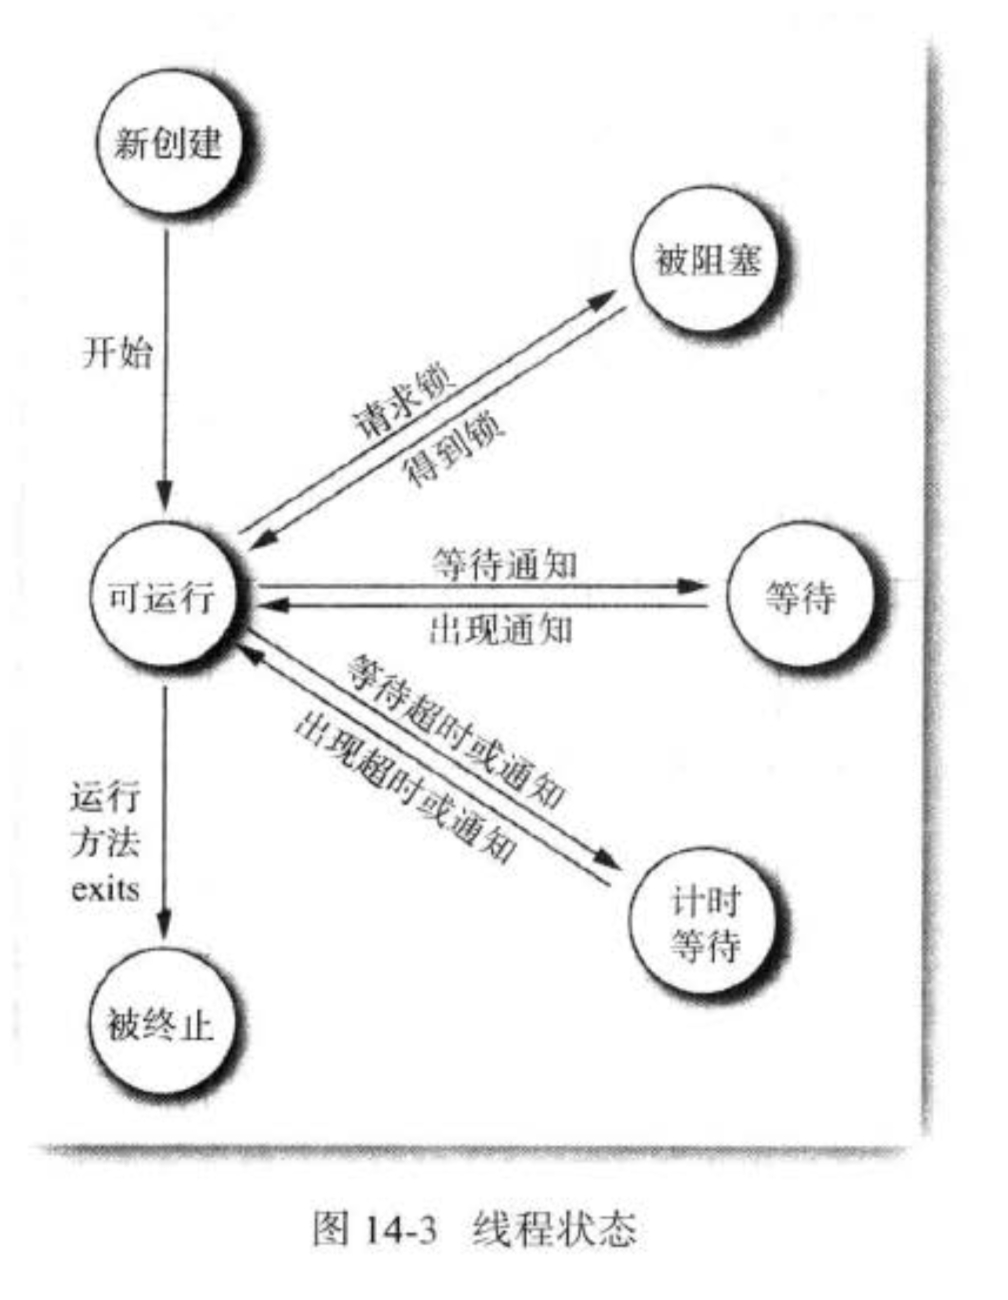 新创建
被阻塞
开始
请求锁
得到锁
等待通知
可运行
等待
出现通知
等待超时或通知
出现超时或通知
运行
方法
exits
计时
等待
被终止
图 14-3 线程状态